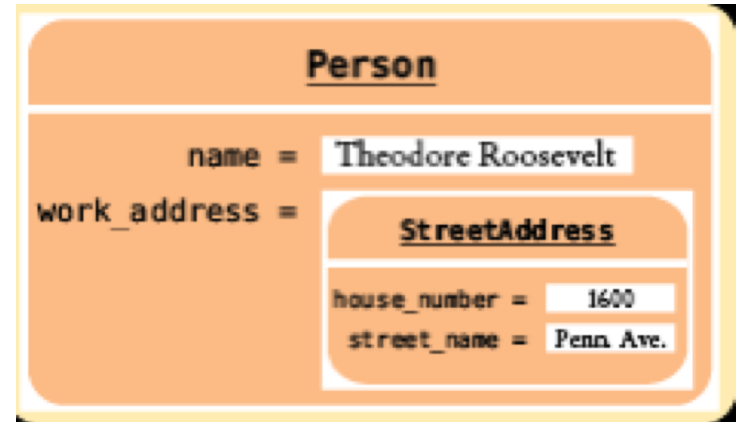 Person
name = Theodore Roosevelt
work_address =
StreetAddress
house_number = 1600
street_name = Penn. Ave.